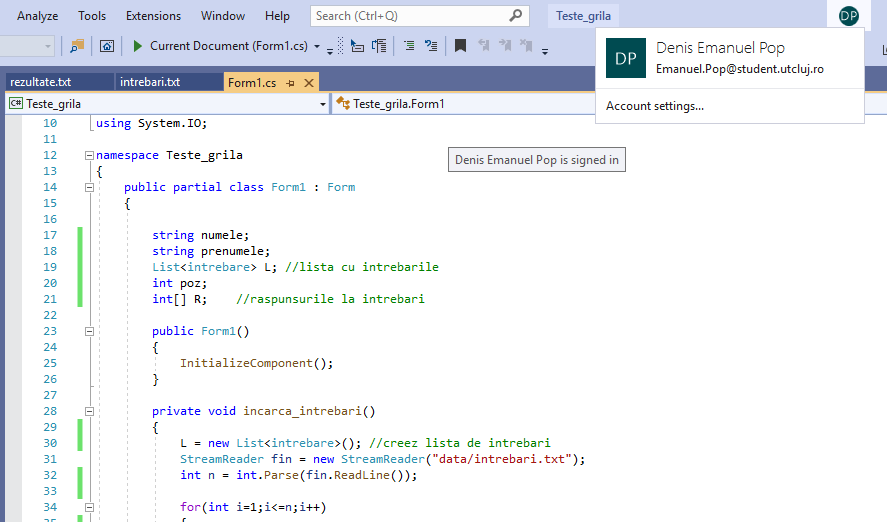 Analyze Tools Extensions Window Help Search (Ctrl+Q) Teste_grila DP
Current Document (Form1.cs)
DP Denis Emanuel Pop
Emanuel.Pop@student.utcluj.ro
Account settings...
rezultate.txt intrebari.txt Form1.cs
C# Teste_grila Teste_grila.Form1
Denis Emanuel Pop is signed in
10 using System.IO;
11
12 namespace Teste_grila
13 {
14 public partial class Form1 : Form
15 {
16
17 string numele;
18 string prenumele;
19 List<intrebare> L; //lista cu intrebarile
20 int poz;
21 int[] R; //raspunsurile la intrebari
22
23 public Form1()
24 {
25 InitializeComponent();
26 }
27
28 private void incarca_intrebari()
29 {
30 L = new List<intrebare>(); //creez lista de intrebari
31 StreamReader fin = new StreamReader("data/intrebari.txt");
32 int n = int.Parse(fin.ReadLine());
33
34 for(int i=1;i<=n;i++)
35 {